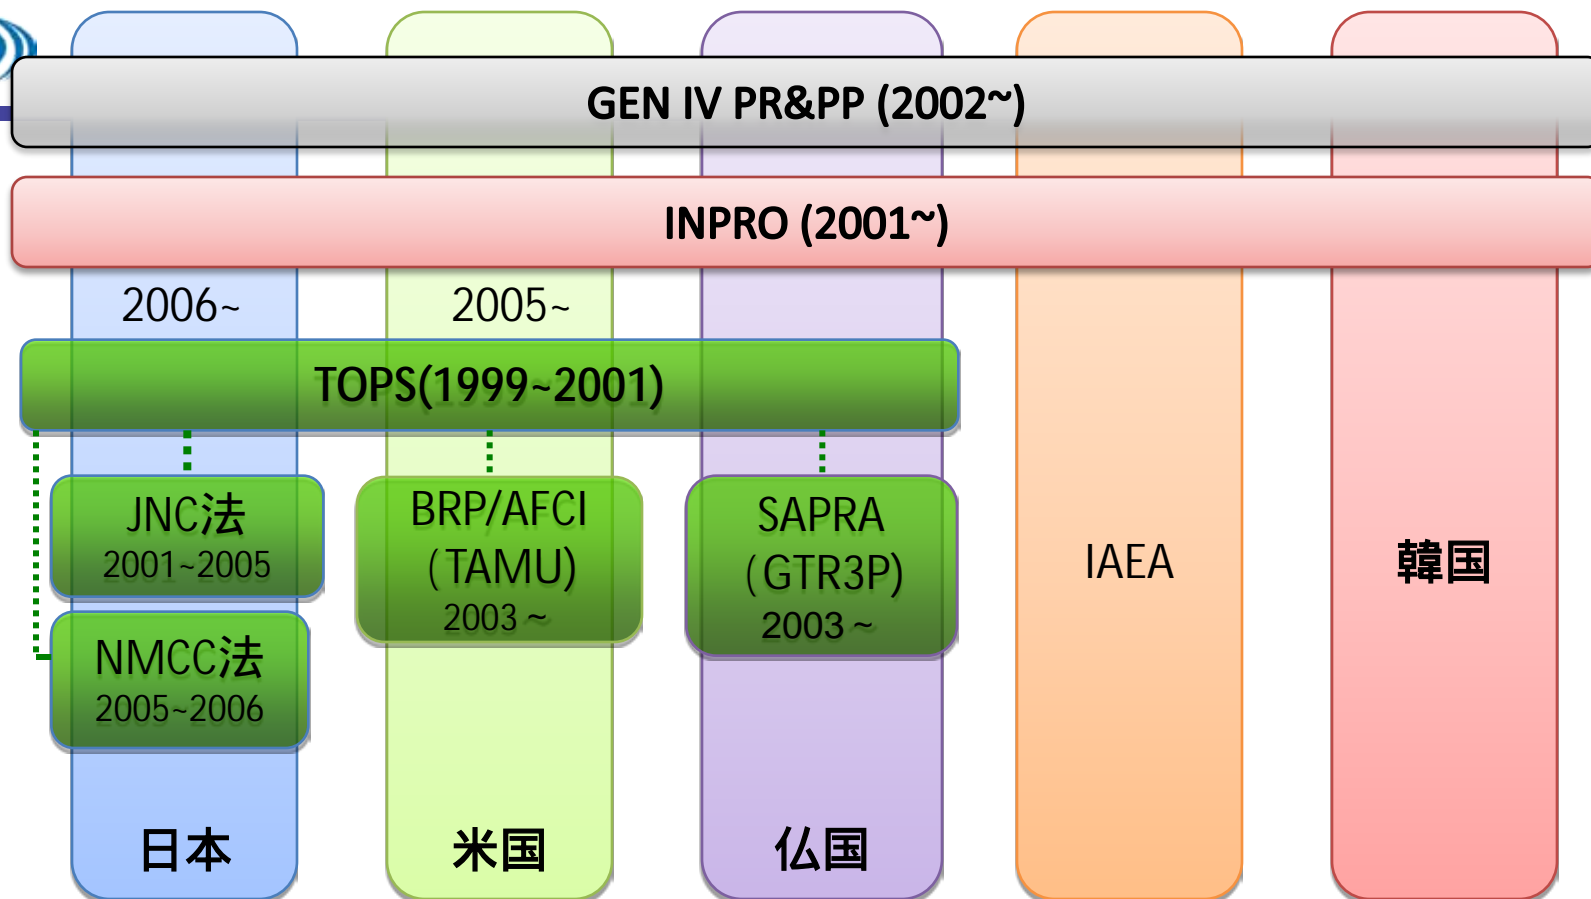 GEN IV PR&PP (2002~)
INPRO (2001~)
2006~
2005~
TOPS(1999~2001)
JNC法
2001~2005
NMCC法
2005~2006
BRP/AFCI
(TAMU)
2003 ~
SAPRA
(GTR3P)
2003 ~
IAEA
韓国
日本
米国
仏国